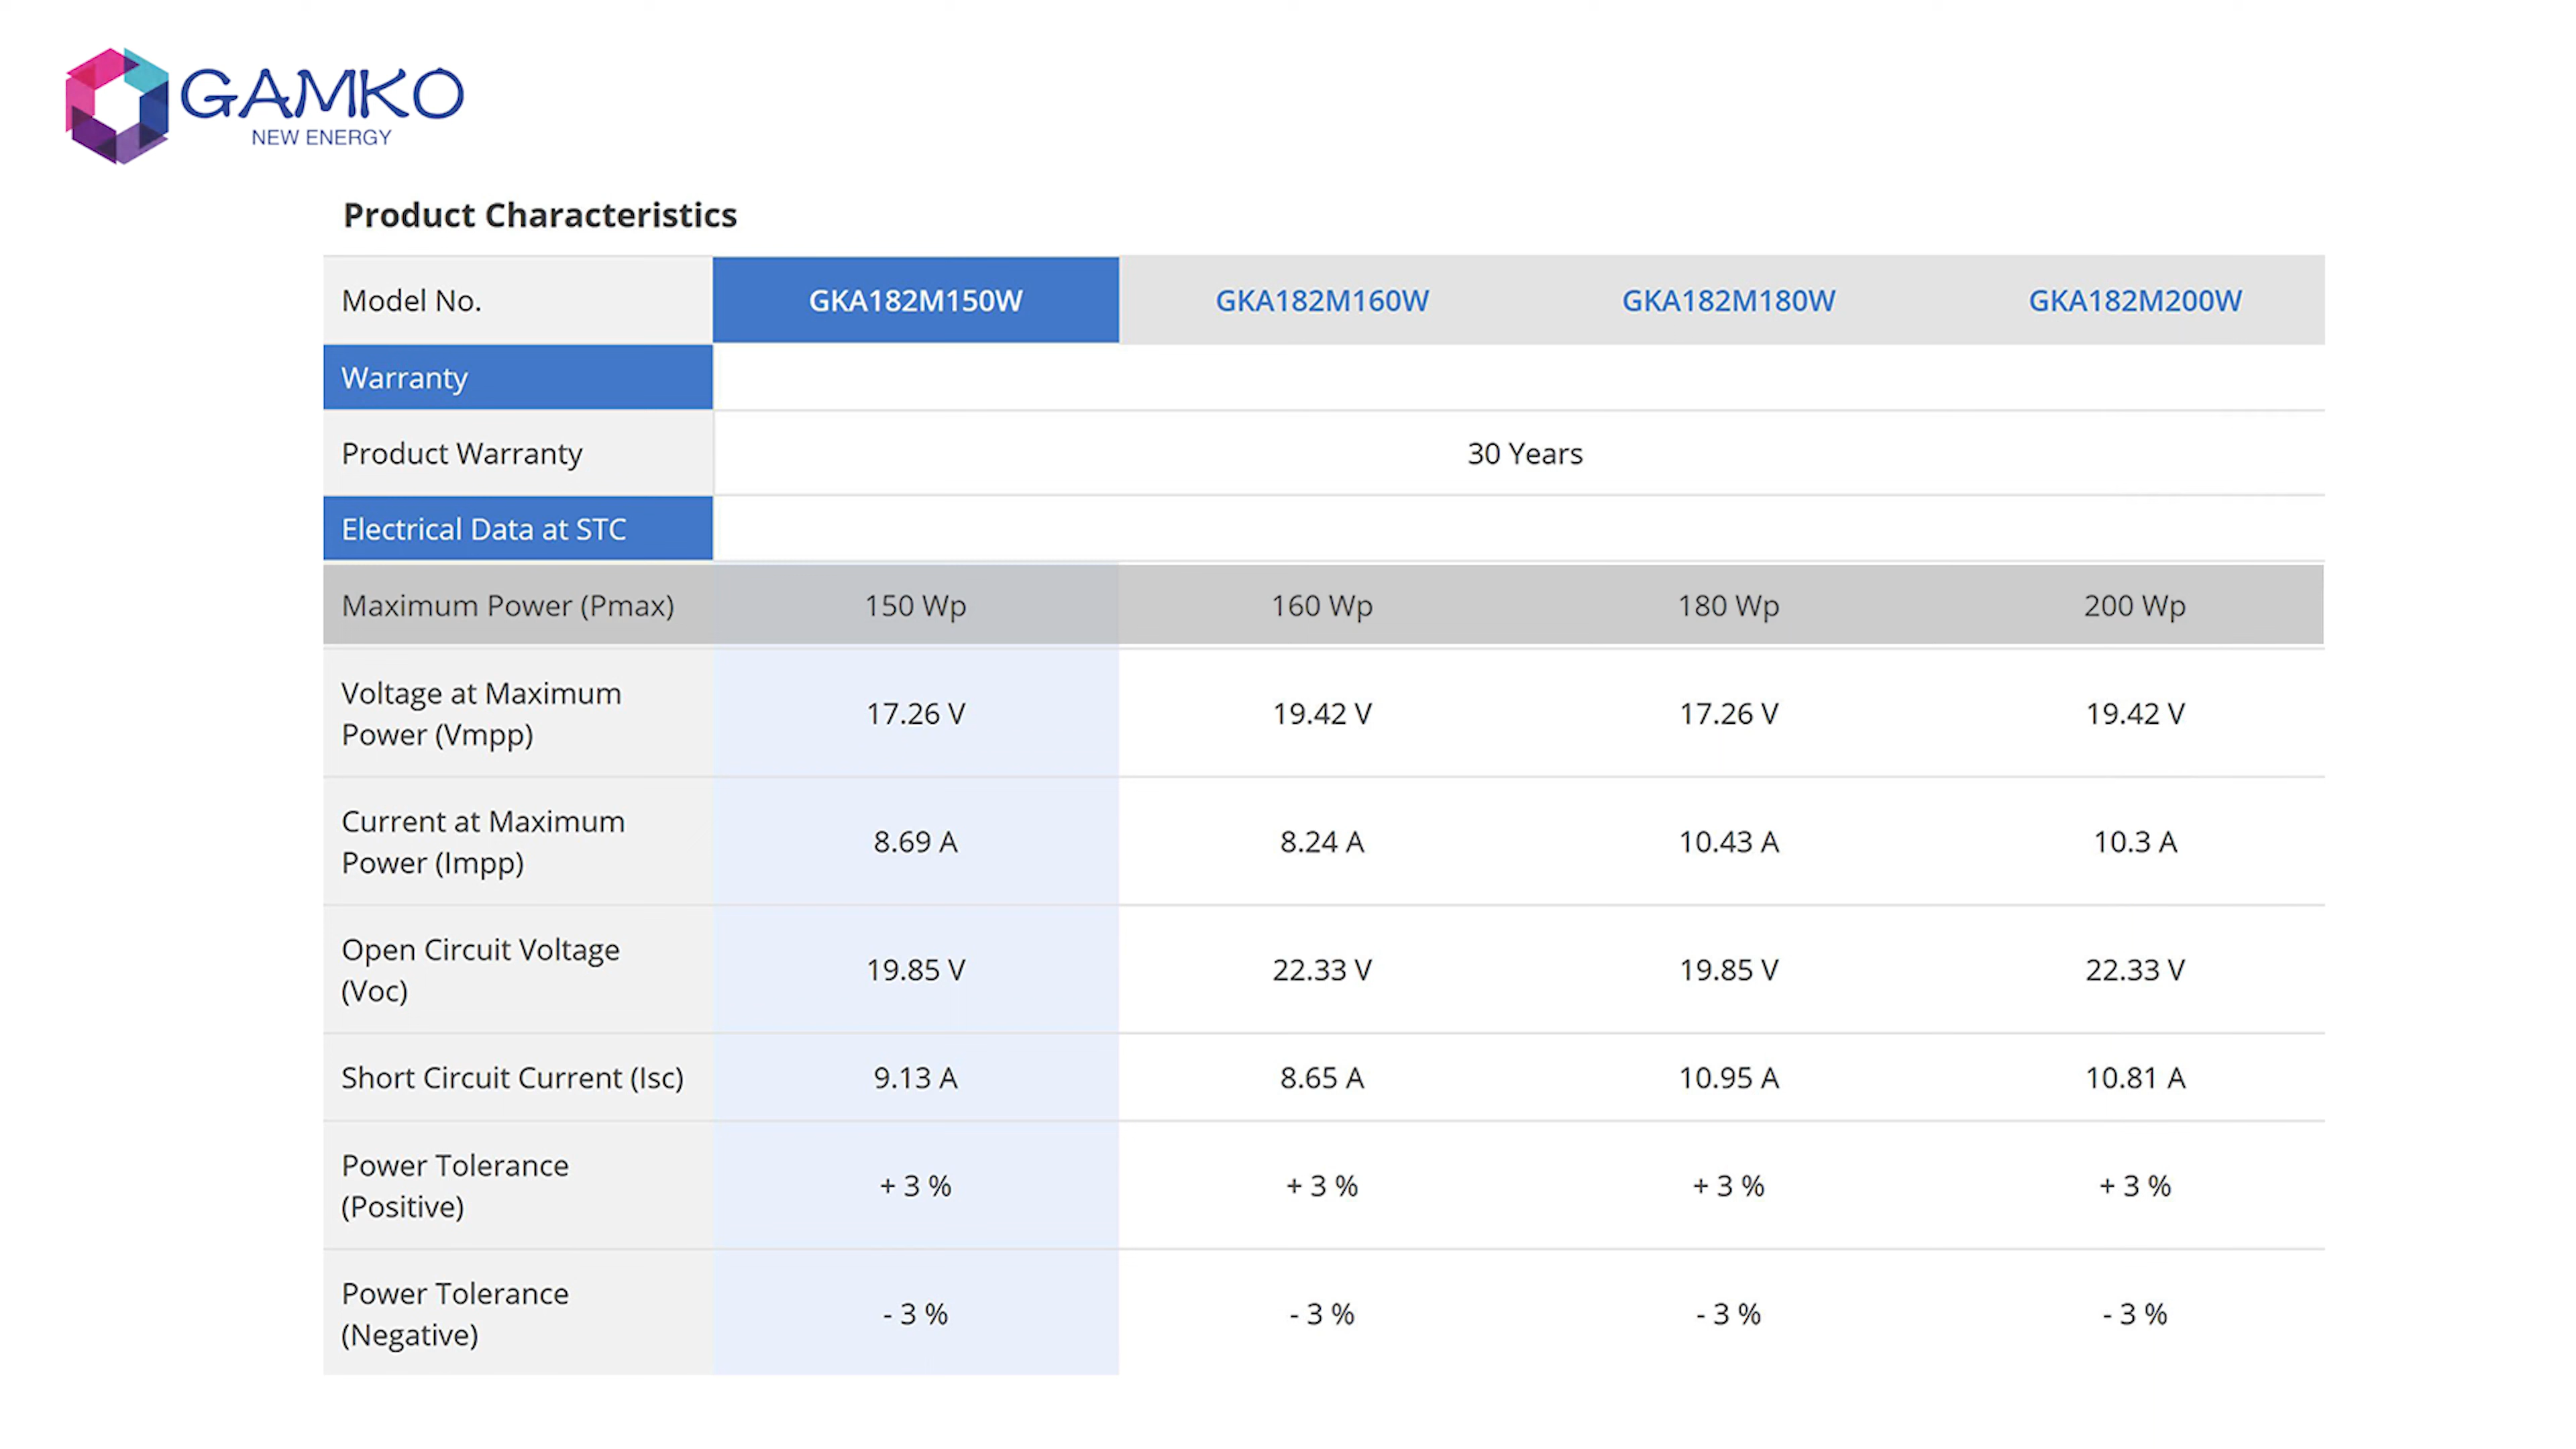 GAMKO
NEW ENERGY
Product Characteristics
Model No. GKA182M150W GKA182M160W GKA182M180W GKA182M200W
Warranty
Product Warranty 30 Years
Electrical Data at STC
Maximum Power (Pmax) 150 Wp 160 Wp 180 Wp 200 Wp
Voltage at Maximum
Power (Vmpp) 17.26 V 19.42 V 17.26 V 19.42 V
Current at Maximum
Power (Impp) 8.69 A 8.24 A 10.43 A 10.3 A
Open Circuit Voltage
(Voc) 19.85 V 22.33 V 19.85 V 22.33 V
Short Circuit Current (Isc) 9.13 A 8.65 A 10.95 A 10.81 A
Power Tolerance
(Positive) + 3 % + 3 % + 3 % + 3 %
Power Tolerance
(Negative) - 3 % - 3 % - 3 % - 3 %